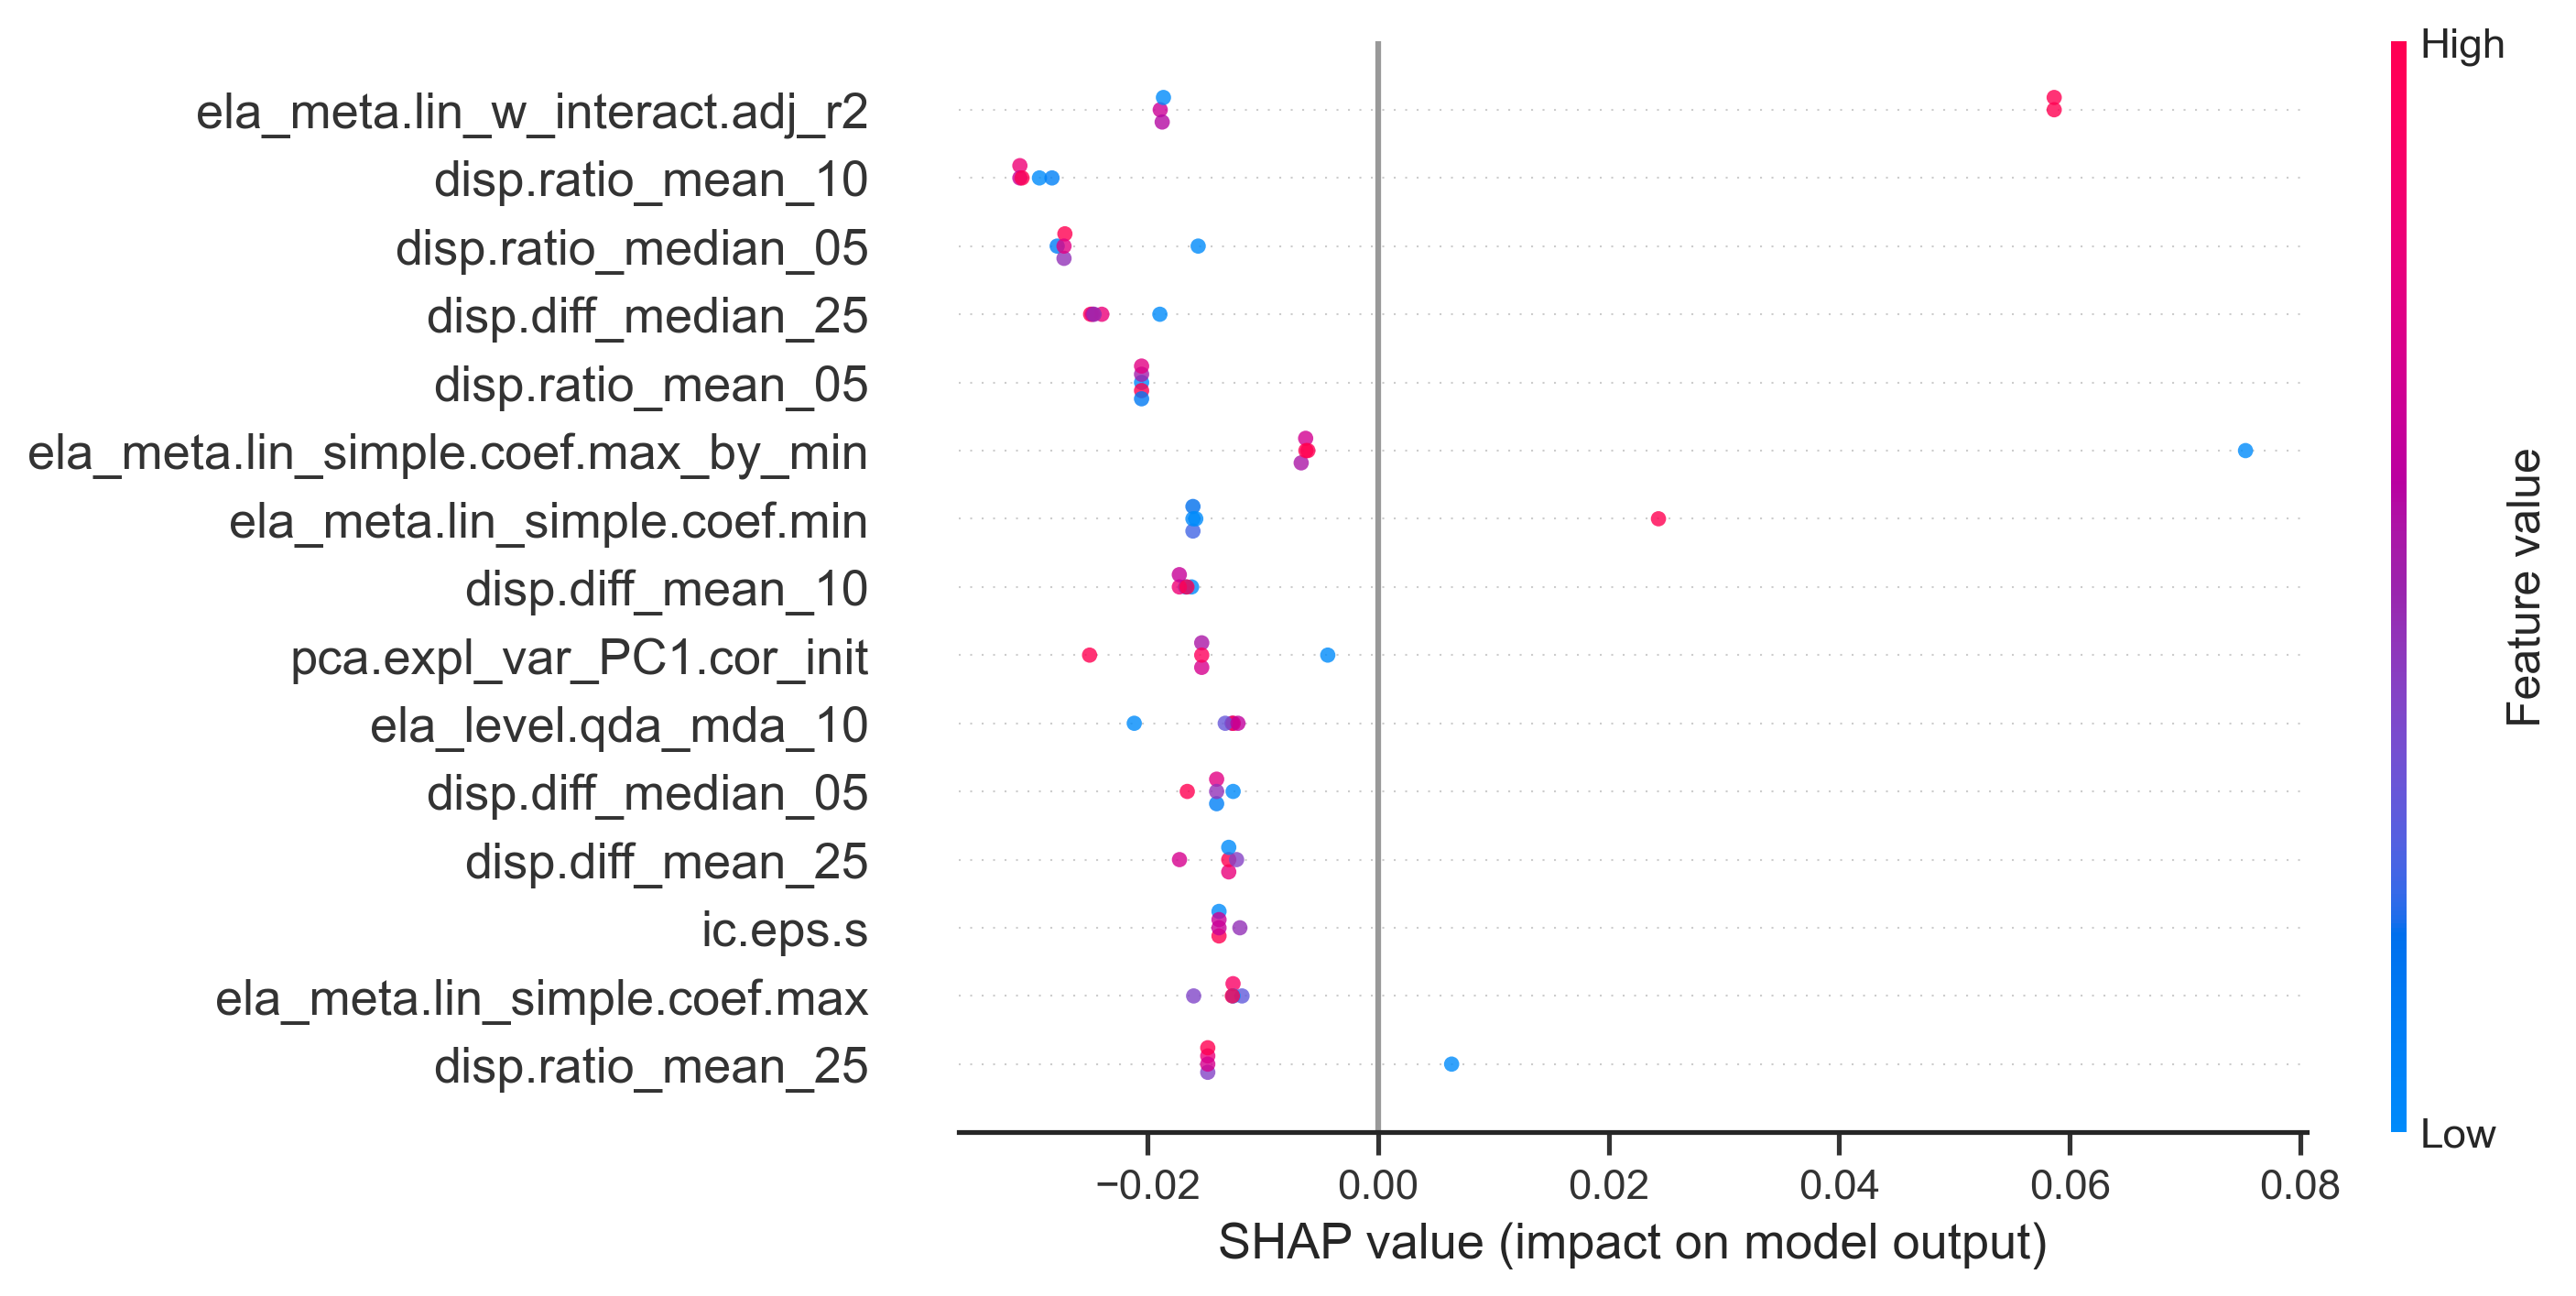 High
ela_meta.lin_w_interact.adj_r2
disp.ratio_mean_10
disp.ratio_median_05
disp.diff_median_25
disp.ratio_mean_05
ela_meta.lin_simple.coef.max_by_min
ela_meta.lin_simple.coef.min
disp.diff_mean_10
pca.expl_var_PC1.cor_init
ela_level.qda_mda_10
disp.diff_median_05
disp.diff_mean_25
ic.eps.s
ela_meta.lin_simple.coef.max
disp.ratio_mean_25
Feature value
Low
−0.02 0.00 0.02 0.04 0.06 0.08
SHAP value (impact on model output)